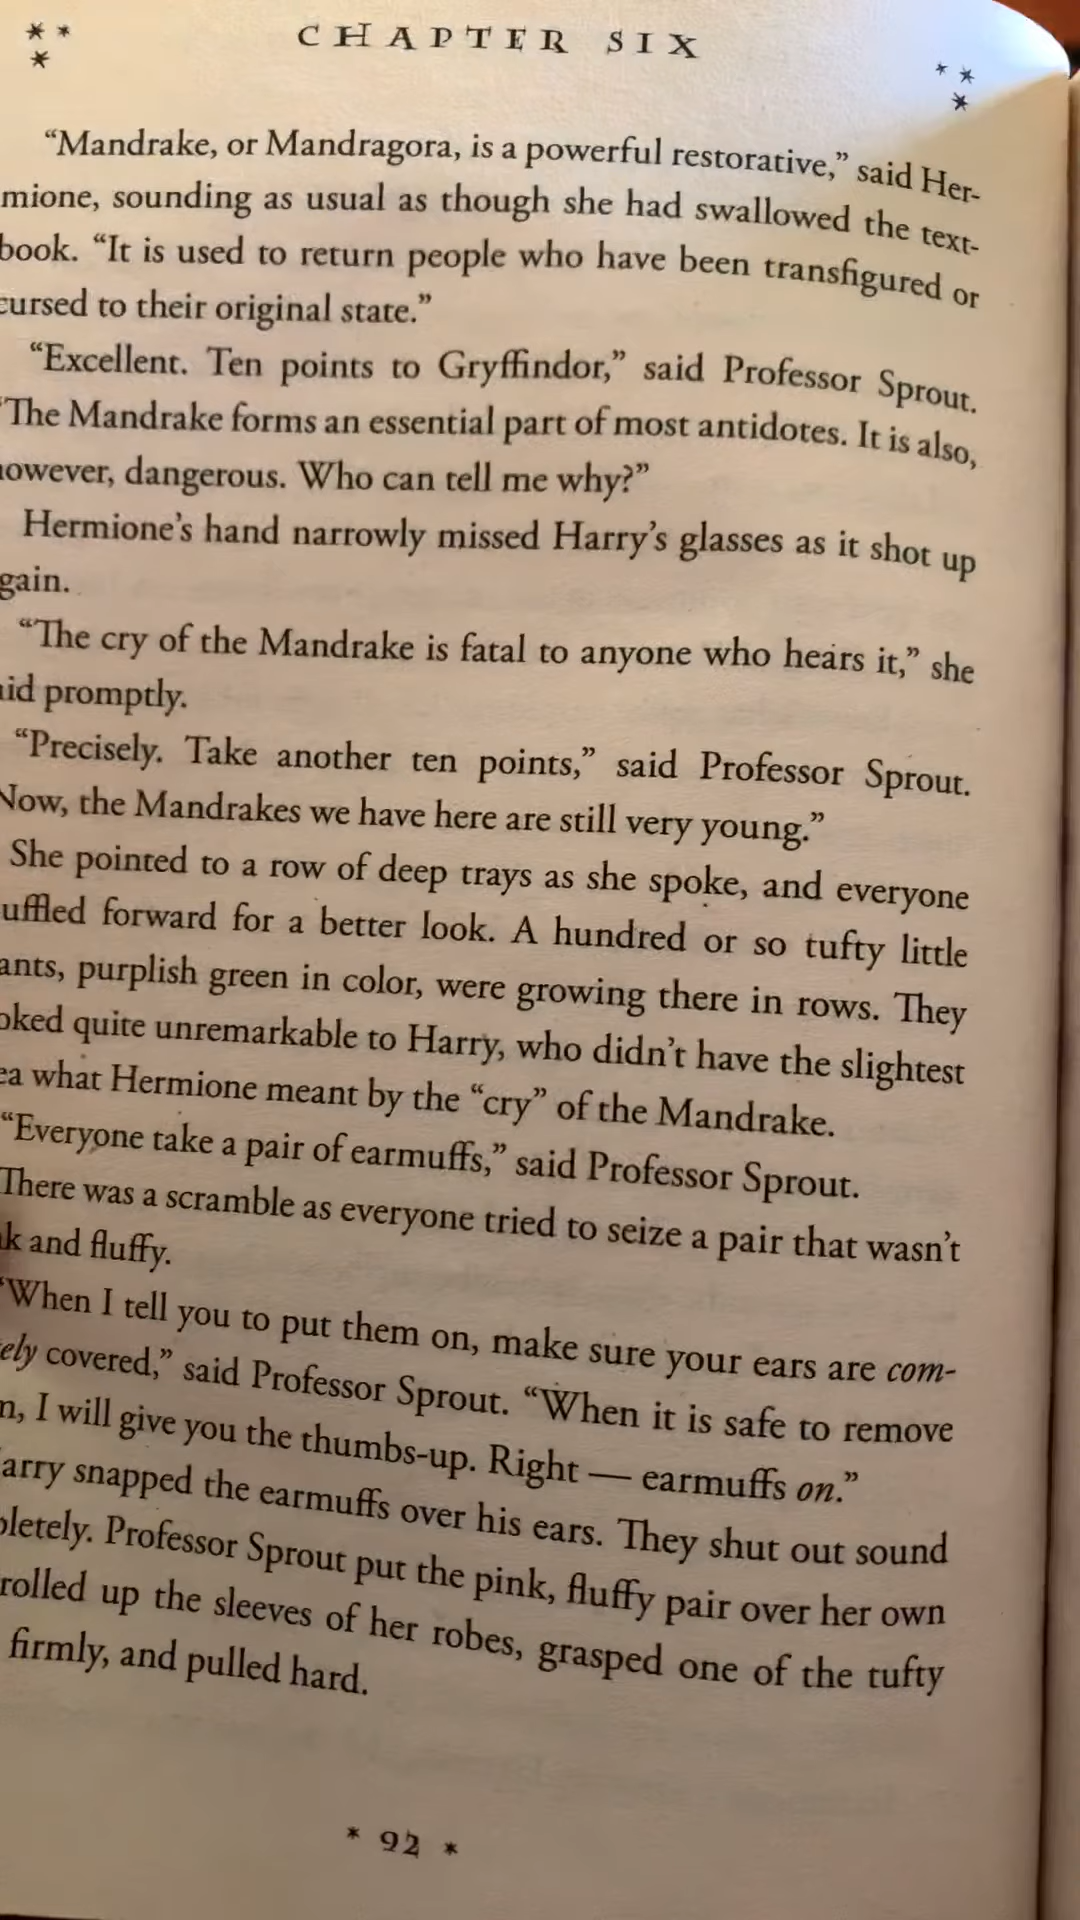 CHAPTER SIX
“Mandrake, or Mandragora, is a powerful restorative,” said Her-
mione, sounding as usual as though she had swallowed the text-
book. “It is used to return people who have been transfigured or
cursed to their original state.”
“Excellent. Ten points to Gryffindor,” said Professor Sprout.
“The Mandrake forms an essential part of most antidotes. It is also,
however, dangerous. Who can tell me why?”
Hermione’s hand narrowly missed Harry’s glasses as it shot up
gain.
“The cry of the Mandrake is fatal to anyone who hears it,” she
aid promptly.
“Precisely. Take another ten points,” said Professor Sprout.
Now, the Mandrakes we have here are still very young.”
She pointed to a row of deep trays as she spoke, and everyone
uffled forward for a better look. A hundred or so tufty little
ants, purplish green in color, were growing there in rows. They
oked quite unremarkable to Harry, who didn’t have the slightest
ea what Hermione meant by the “cry” of the Mandrake.
“Everyone take a pair of earmuffs,” said Professor Sprout.
There was a scramble as everyone tried to seize a pair that wasn’t
k and fluffy.
“When I tell you to put them on, make sure your ears are com-
ely covered,” said Professor Sprout. “When it is safe to remove
m, I will give you the thumbs-up. Right — earmuffs on.”
arry snapped the earmuffs over his ears. They shut out sound
pletely. Professor Sprout put the pink, fluffy pair over her own
rolled up the sleeves of her robes, grasped one of the tufty
firmly, and pulled hard.
* 92 *